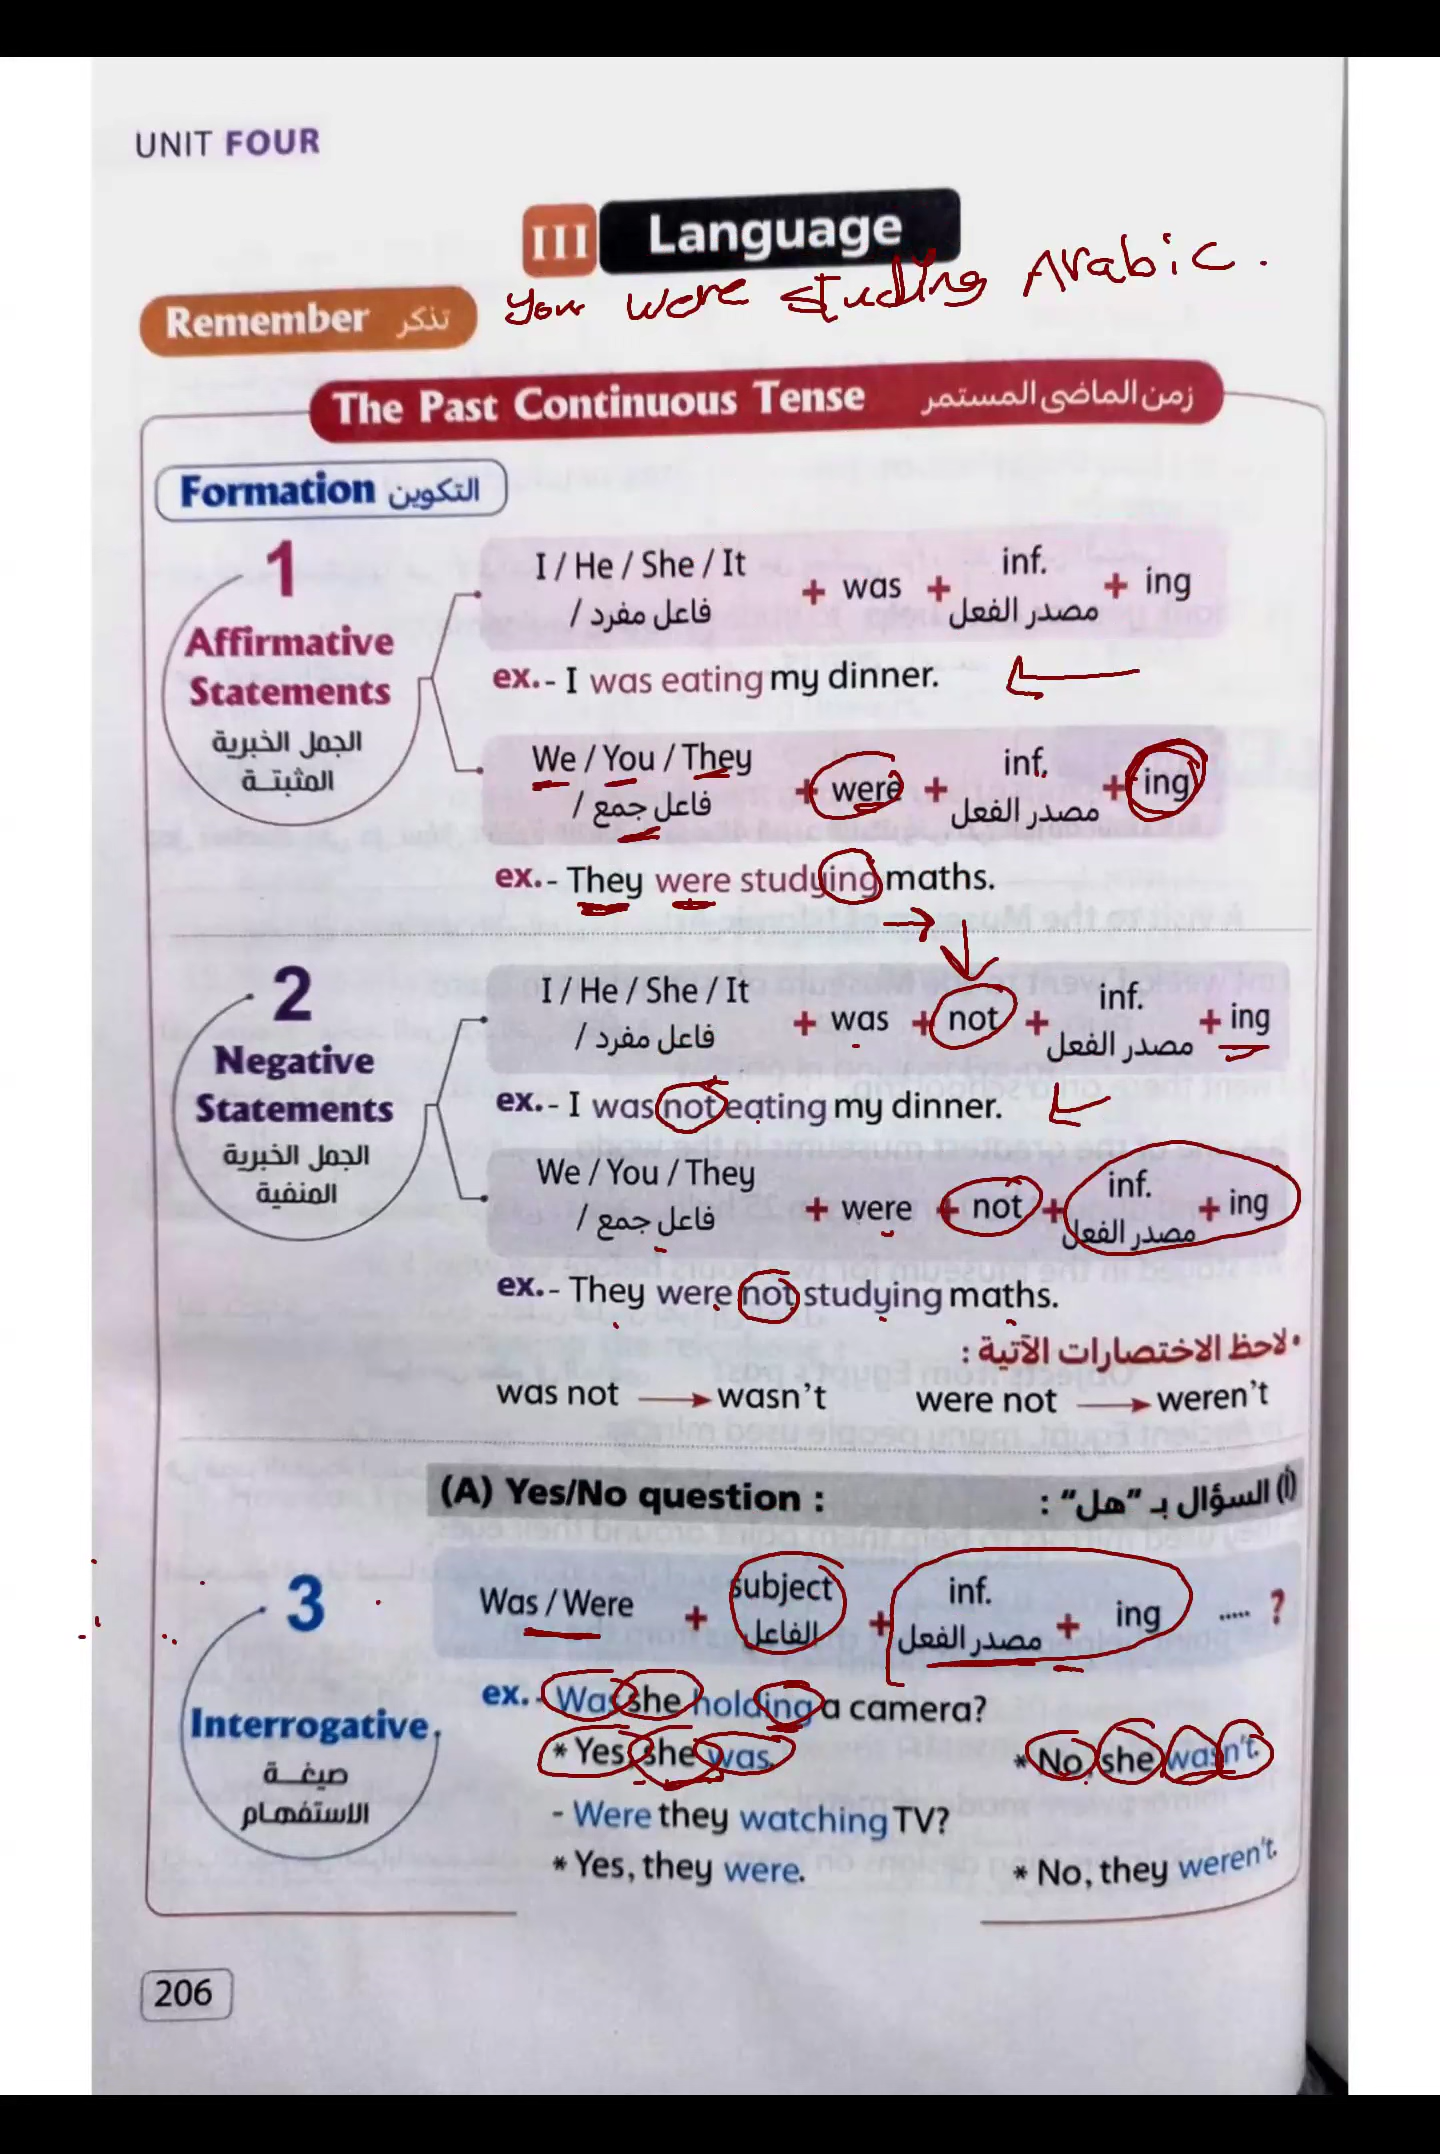 UNIT FOUR
III Language
You were studying Arabic.
Remember تذكر
The Past Continuous Tense زمن الماضى المستمر
Formation التكوين
1
Affirmative
Statements
الجمل الخبرية
المثبتة
I / He / She / It
/ فاعل مفرد
+ was + inf. + ing
مصدر الفعل
ex. - I was eating my dinner.
We / You / They
/ فاعل جمع
+ were + inf. + ing
مصدر الفعل
ex. - They were studying maths.
2
Negative
Statements
الجمل الخبرية
المنفية
I / He / She / It
/ فاعل مفرد
+ was + not + inf. + ing
مصدر الفعل
ex. - I was not eating my dinner.
We / You / They
/ فاعل جمع
+ were + not + inf. + ing
مصدر الفعل
ex. - They were not studying maths.
• لاحظ الاختصارات الآتية :
was not → wasn't were not → weren't
(A) Yes/No question : (أ) السؤال بـ "هل" :
3
Interrogative
صيغة
الاستفهام
Was / Were + subject + inf. + ing ..... ?
الفاعل مصدر الفعل
ex. - Was she holding a camera?
* Yes, she was. * No, she wasn't.
- Were they watching TV?
* Yes, they were. * No, they weren't.
206